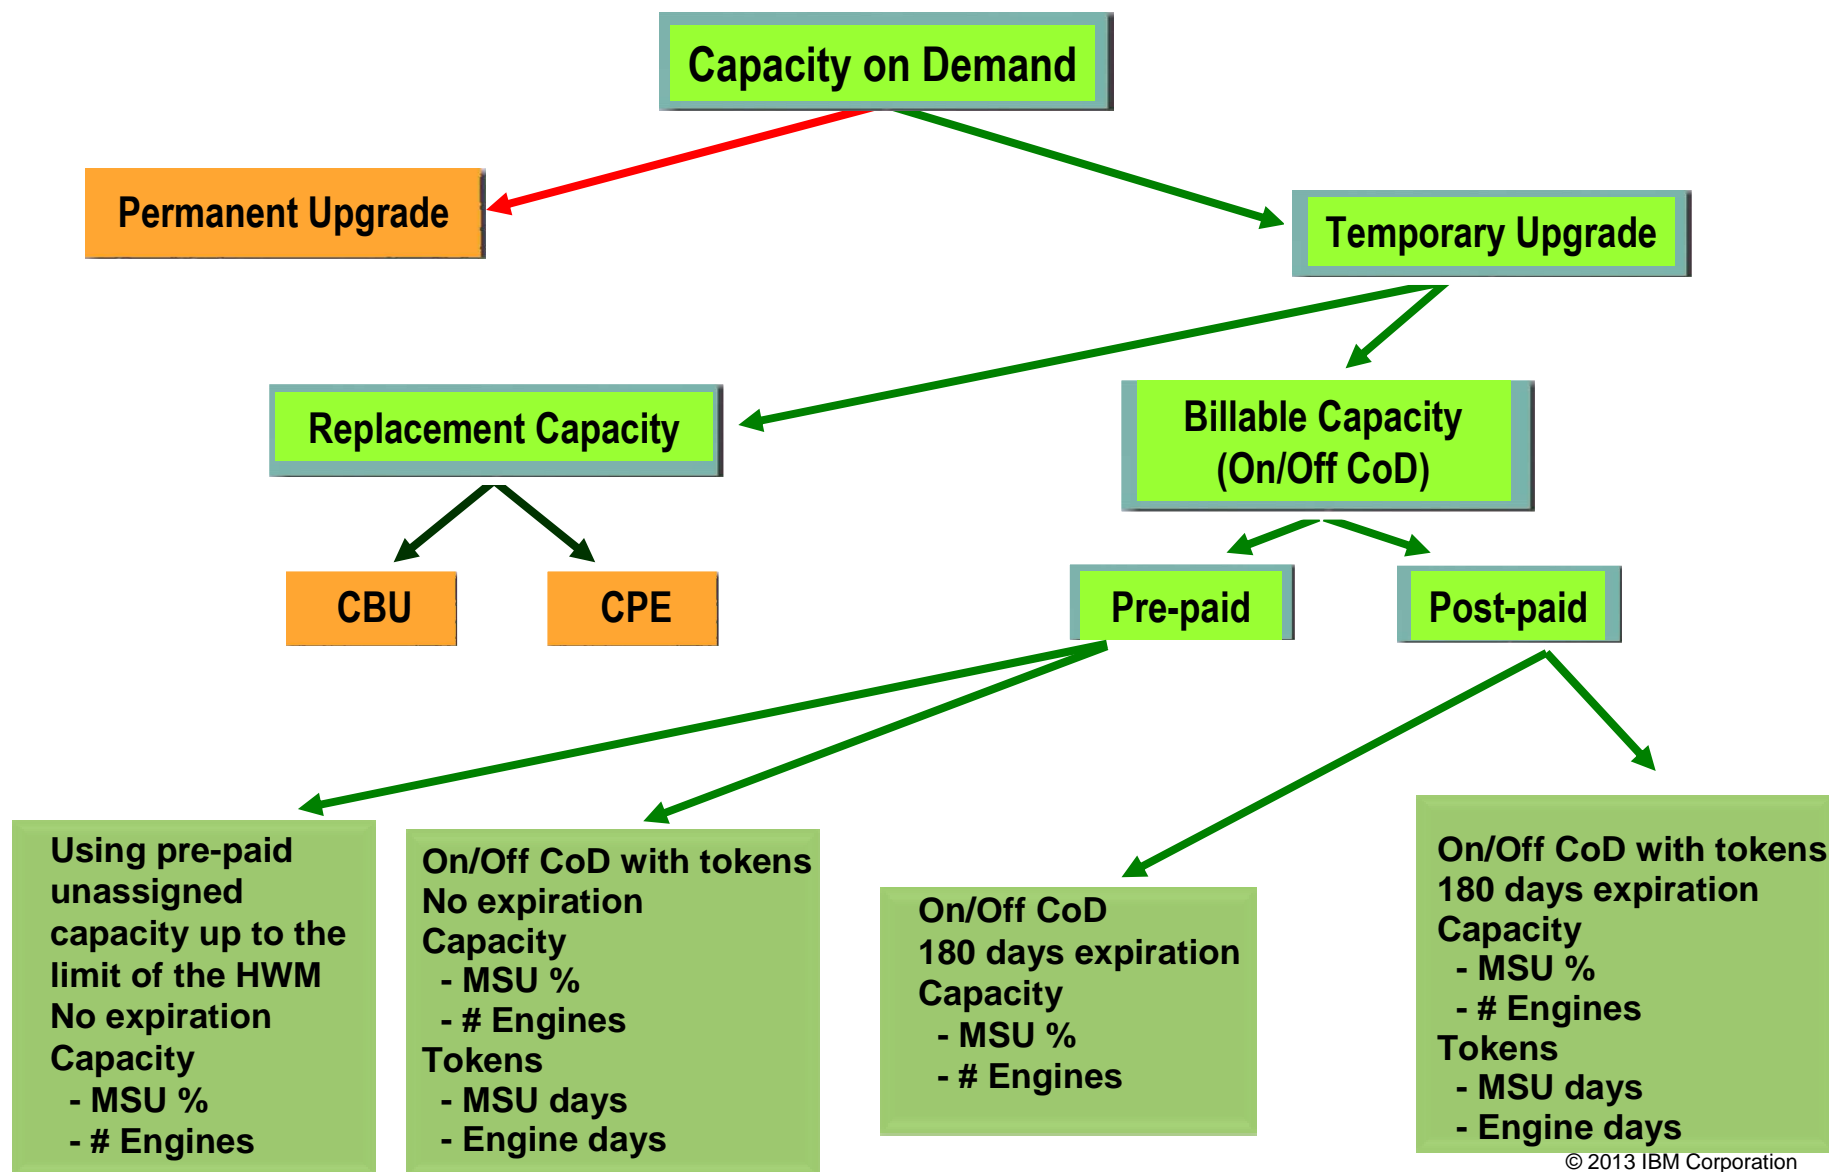 Capacity on Demand
Permanent Upgrade
Temporary Upgrade
Replacement Capacity
Billable Capacity
(On/Off CoD)
CBU
CPE
Pre-paid
Post-paid
Using pre-paid
unassigned
capacity up to the
limit of the HWM
No expiration
Capacity
- MSU %
- # Engines
On/Off CoD with tokens
No expiration
Capacity
- MSU %
- # Engines
Tokens
- MSU days
- Engine days
On/Off CoD
180 days expiration
Capacity
- MSU %
- # Engines
On/Off CoD with tokens
180 days expiration
Capacity
- MSU %
- # Engines
Tokens
- MSU days
- Engine days
© 2013 IBM Corporation